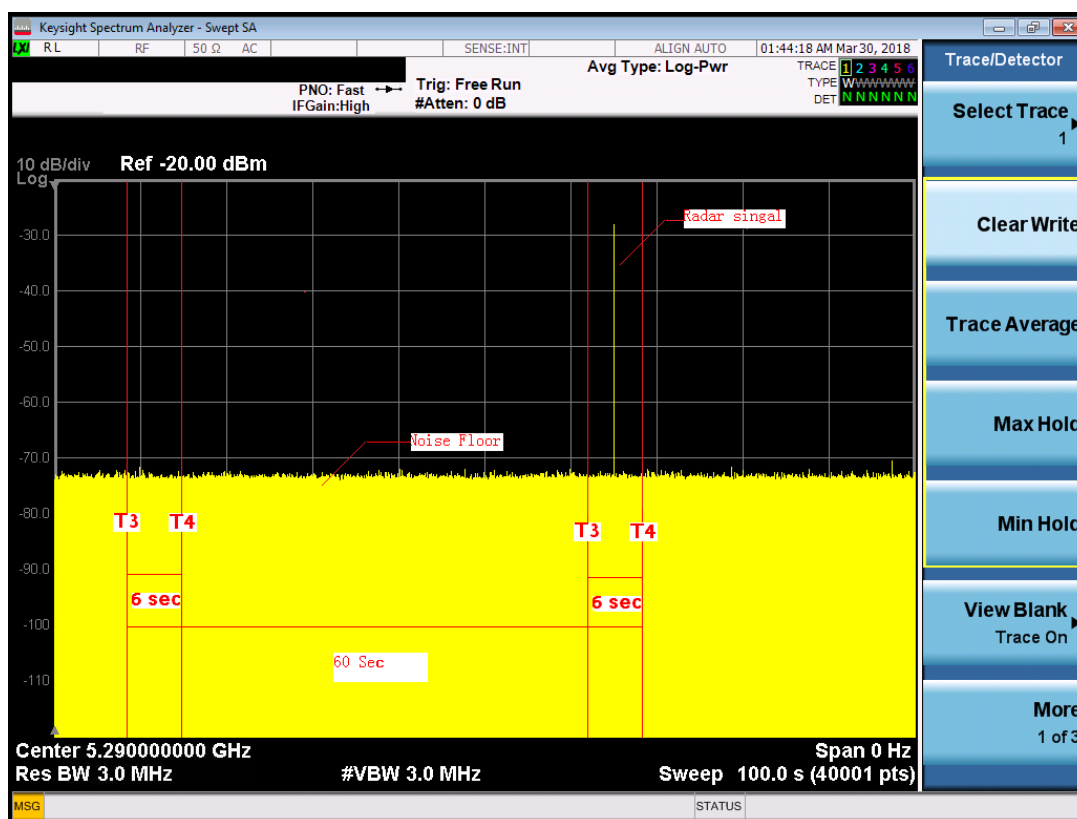 Keysight Spectrum Analyzer - Swept SA
LXI RL RF 50 Ω AC SENSE:INT ALIGN AUTO 01:44:18 AM Mar 30, 2018
PNO: Fast
IFGain:High
Trig: Free Run
#Atten: 0 dB
Avg Type: Log-Pwr
TRACE 1 2 3 4 5 6
TYPE WWWWWW
DET N N N N N N
10 dB/div
Log
Ref -20.00 dBm
Radar singal
-30.0
-40.0
-50.0
-60.0
Noise Floor
-70.0
-80.0
T3 T4 T3 T4
-90.0
6 sec 6 sec
-100
60 Sec
-110
Center 5.290000000 GHz Span 0 Hz
Res BW 3.0 MHz #VBW 3.0 MHz Sweep 100.0 s (40001 pts)
MSG STATUS
Trace/Detector
Select Trace
1
Clear Write
Trace Average
Max Hold
Min Hold
View Blank
Trace On
More
1 of 3